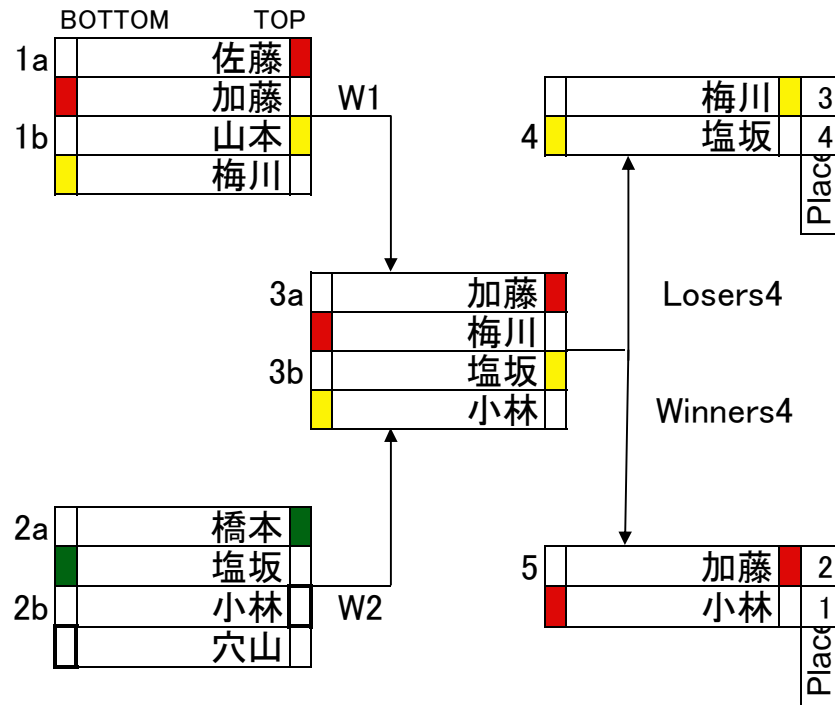 BOTTOM TOP
1a 佐藤
加藤 W1
1b 山本
梅川
梅川 3
4 塩坂 4
Place
3a 加藤
梅川
3b 塩坂
小林
Losers4
Winners4
2a 橋本
塩坂
2b 小林 W2
穴山
5 加藤 2
小林 1
Place